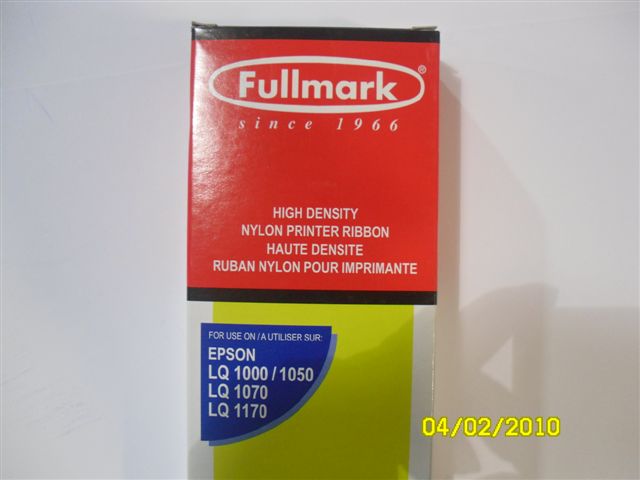 Fullmark®
since 1966
HIGH DENSITY
NYLON PRINTER RIBBON
HAUTE DENSITE
RUBAN NYLON POUR IMPRIMANTE
FOR USE ON / A UTILISER SUR:
EPSON
LQ 1000 / 1050
LQ 1070
LQ 1170
04/02/2010